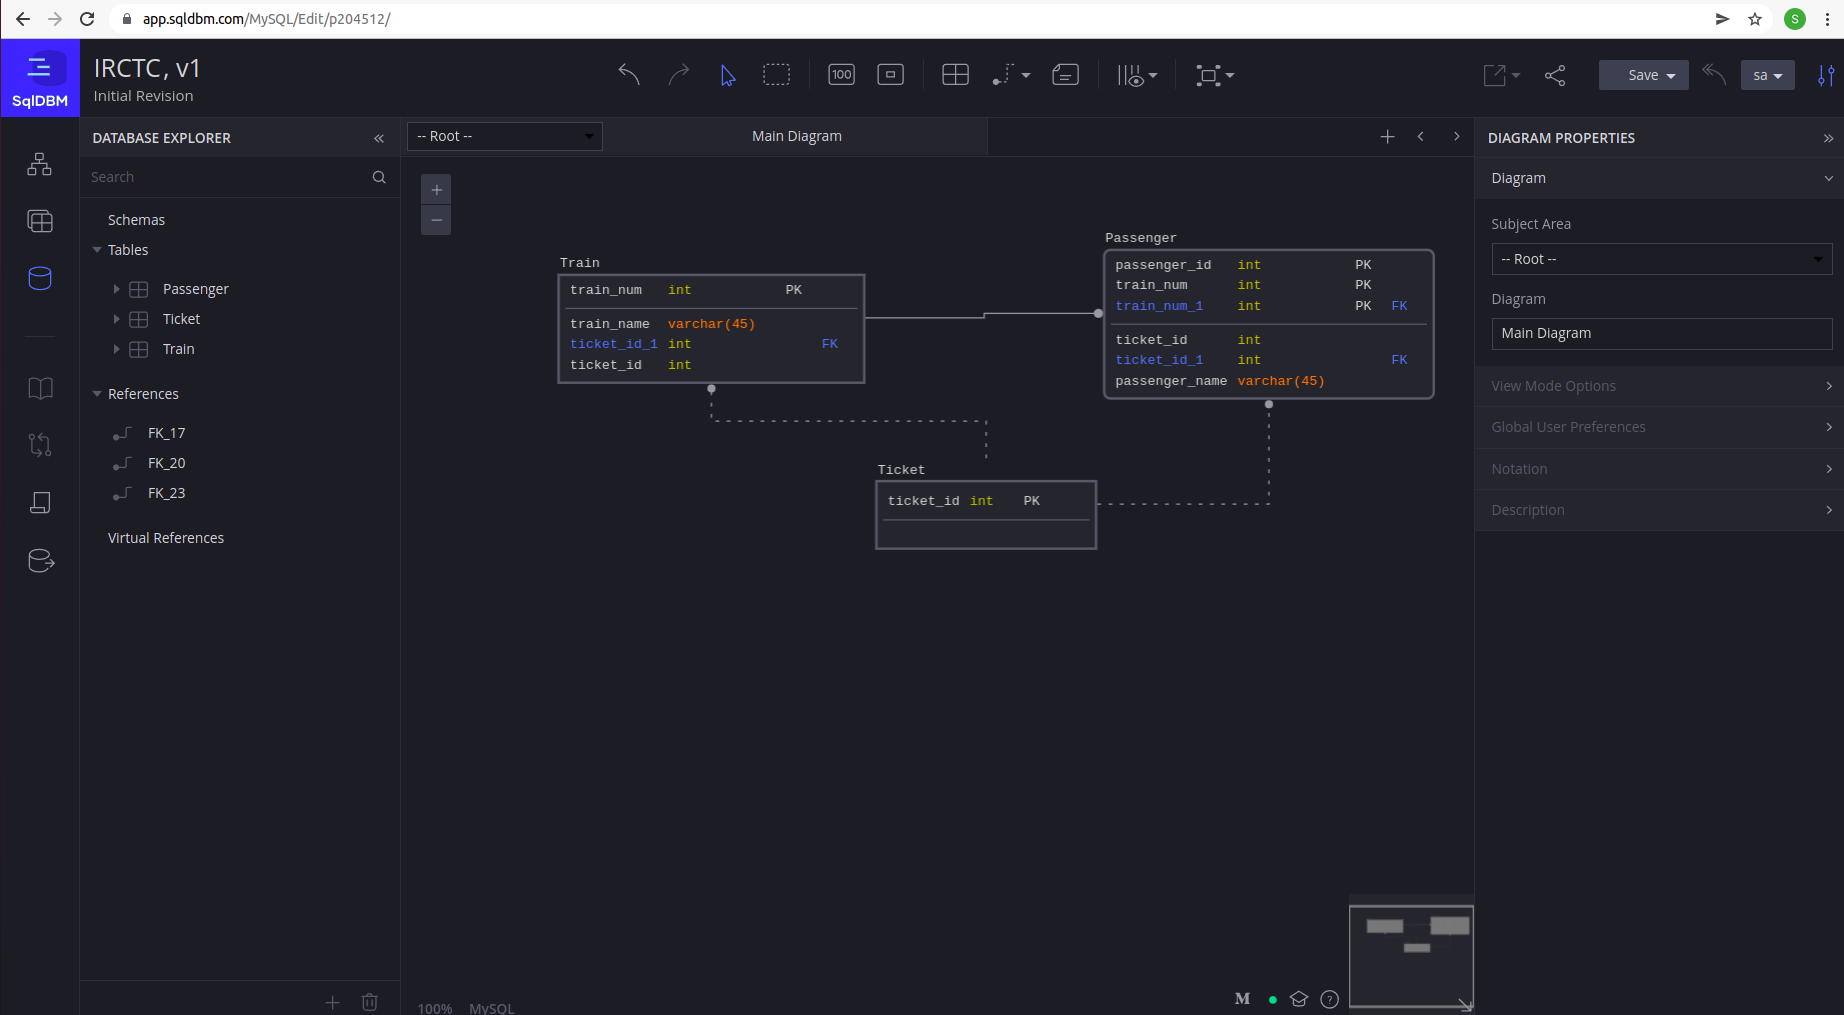 app.sqldbm.com/MySQL/Edit/p204512/
S
SqlDBM
IRCTC, v1
Initial Revision
100
Save
sa
DATABASE EXPLORER
Search
Schemas
Tables
Passenger
Ticket
Train
References
FK_17
FK_20
FK_23
Virtual References
-- Root --
Main Diagram
Train
train_num int PK
train_name varchar(45)
ticket_id_1 int FK
ticket_id int
Passenger
passenger_id int PK
train_num int PK
train_num_1 int PK FK
ticket_id int
ticket_id_1 int FK
passenger_name varchar(45)
Ticket
ticket_id int PK
100% MySQL
M
?
DIAGRAM PROPERTIES
Diagram
Subject Area
-- Root --
Diagram
Main Diagram
View Mode Options
Global User Preferences
Notation
Description